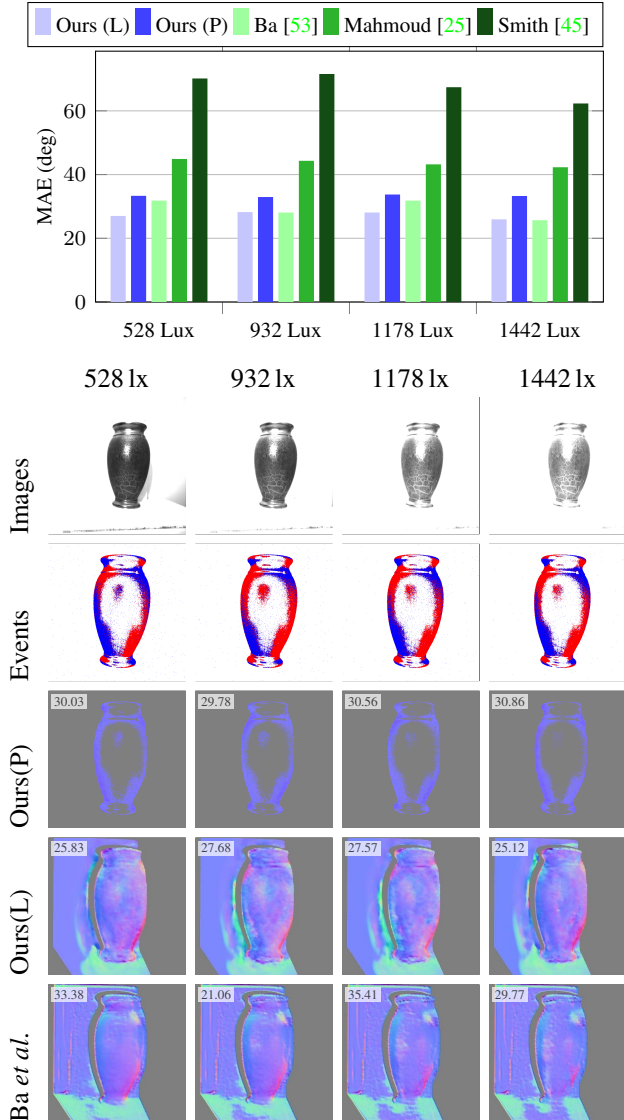 Ours (L) Ours (P) Ba [53] Mahmoud [25] Smith [45]
60
40
20
0
MAE (deg)
528 Lux 932 Lux 1178 Lux 1442 Lux
528 lx 932 lx 1178 lx 1442 lx
Images
Events
Ours(P)
30.03 29.78 30.56 30.86
Ours(L)
25.83 27.68 27.57 25.12
Ba et al.
33.38 21.06 35.41 29.77